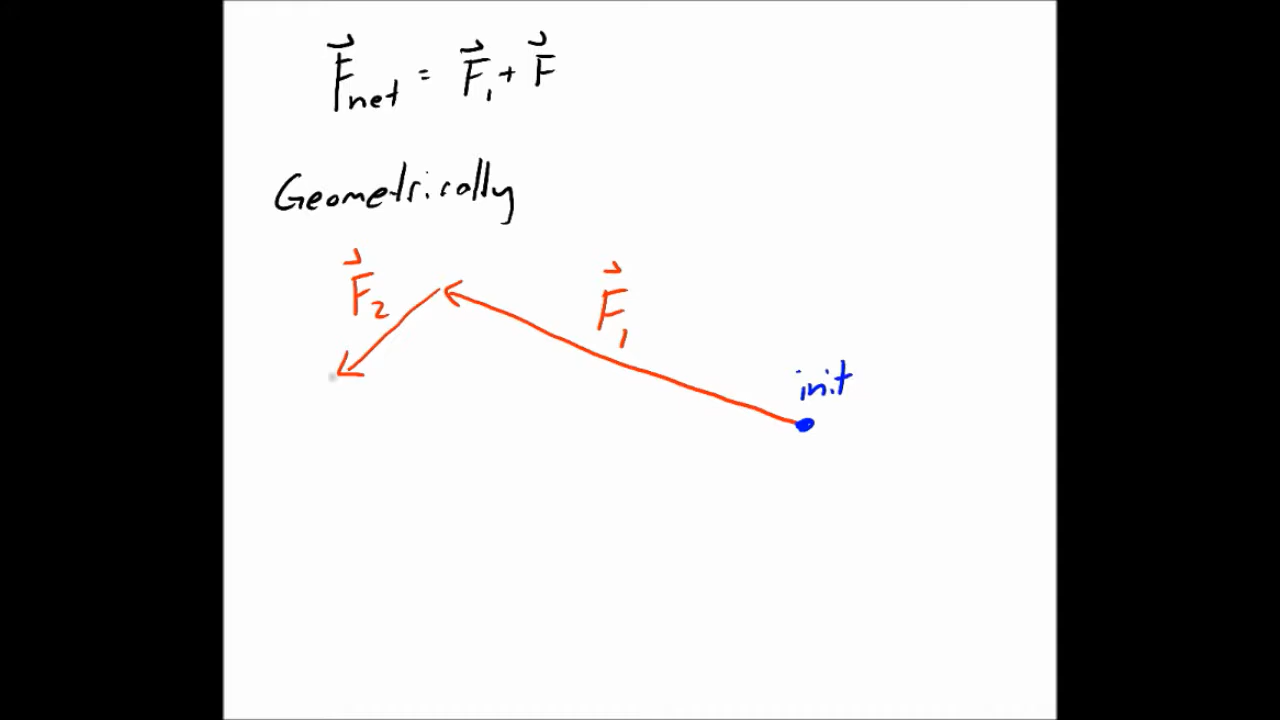 F⃗net = F⃗₁ + F⃗
Geometrically
F⃗₂
F⃗₁
init